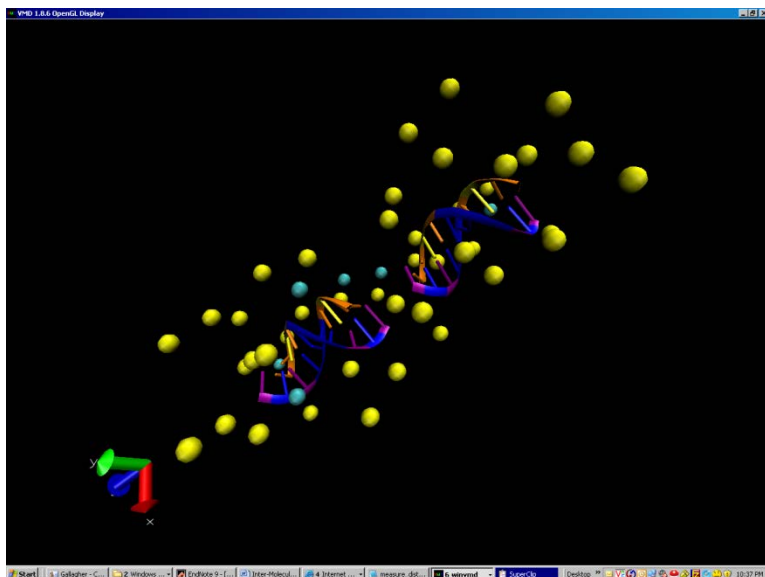 VMD 1.8.6 OpenGL Display
y
x
Start
Gallagher - C...
2 Windows ...
EndNote 9 - [...
Inter-Molecul...
4 Internet ...
measure_dist...
6 winvmd
SuperClip
Desktop
10:37 PM